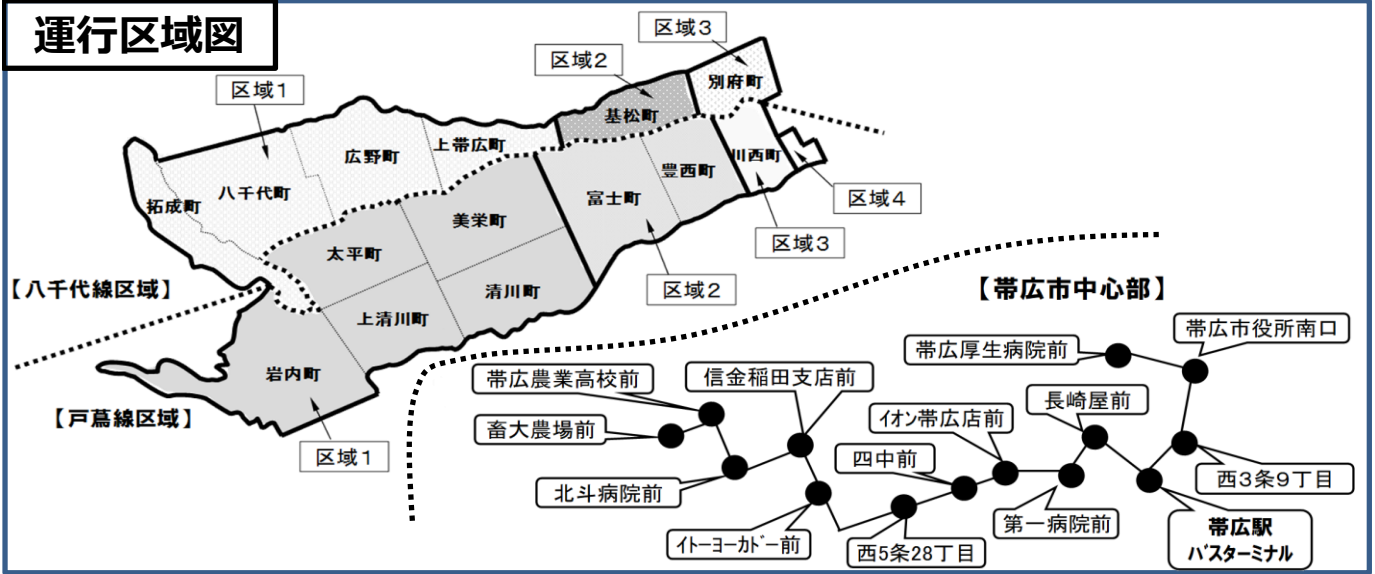 運行区域図
区域3
区域2
区域1
別府町
基松町
上帯広町
広野町
八千代町
拓成町
川西町
豊西町
富士町
美栄町
太平町
区域4
区域3
区域2
清川町
上清川町
岩内町
【八千代線区域】
【戸蔦線区域】
区域1
【帯広市中心部】
帯広市役所南口
帯広厚生病院前
帯広農業高校前
信金稲田支店前
長崎屋前
イオン帯広店前
畜大農場前
四中前
北斗病院前
西3条9丁目
第一病院前
イトーヨーカドー前
西5条28丁目
帯広駅
バスターミナル